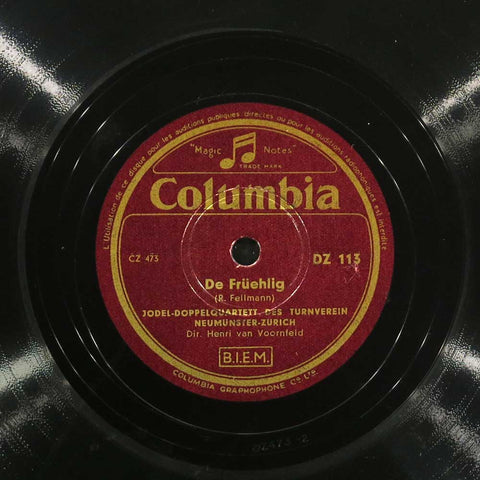 L'Utilisation de ce disque pour les auditions publiques directes ou pour les auditions radiophoniques est interdite
"Magic Notes"
TRADE MARK
Columbia
CZ 473
DZ 113
De Früehlig
(R. Fellmann)
JODEL-DOPPELQUARTETT DES TURNVEREIN
NEUMÜNSTER-ZÜRICH
Dir. Henri van Voornfeld
B.I.E.M.
COLUMBIA GRAPHOPHONE Co. Ltd.